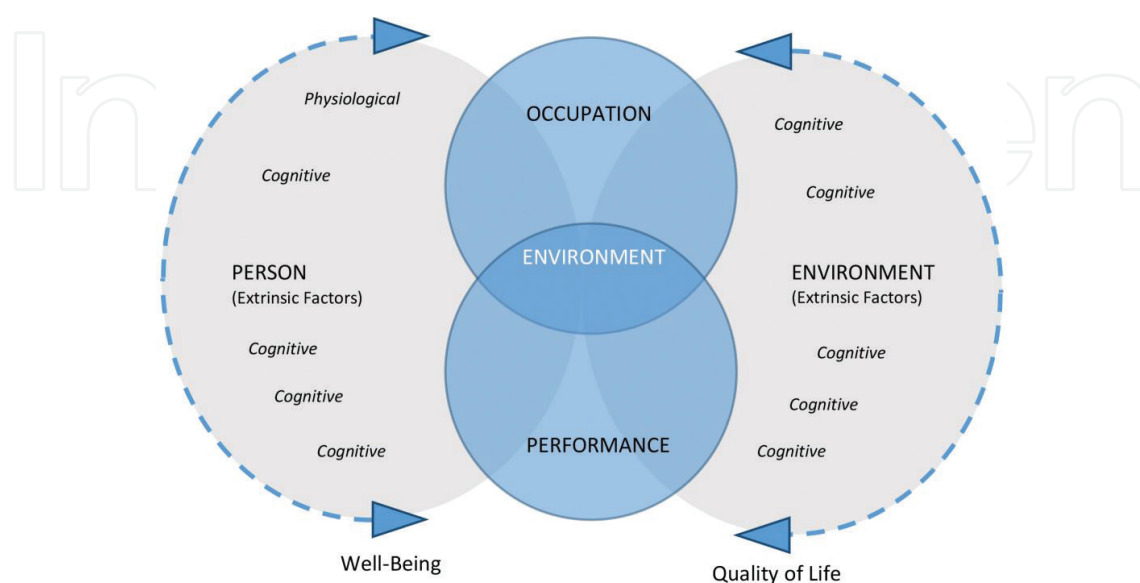 Physiological
Cognitive
PERSON
(Extrinsic Factors)
Cognitive
Cognitive
Cognitive
Well-Being
OCCUPATION
ENVIRONMENT
PERFORMANCE
Cognitive
Cognitive
ENVIRONMENT
(Extrinsic Factors)
Cognitive
Cognitive
Cognitive
Quality of Life